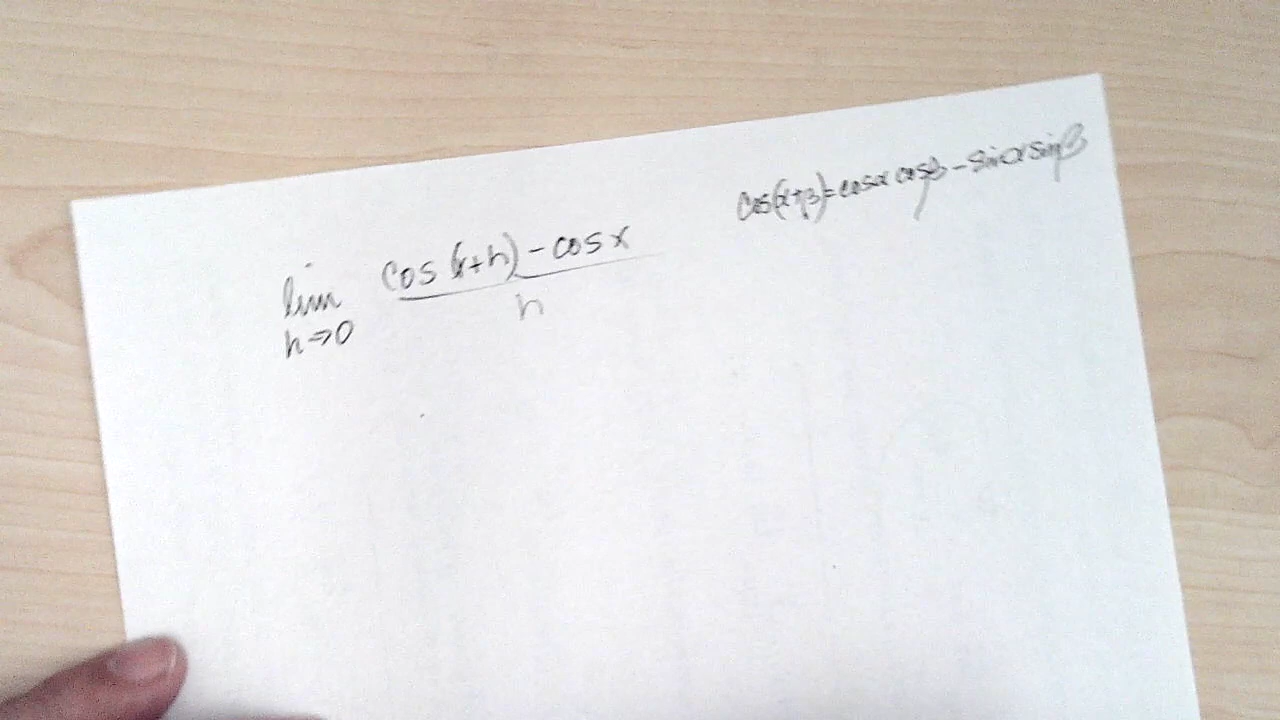 cos(α+β)=cosα cosβ - sinα sinβ
lim cos(x+h) - cos x
h
h→0